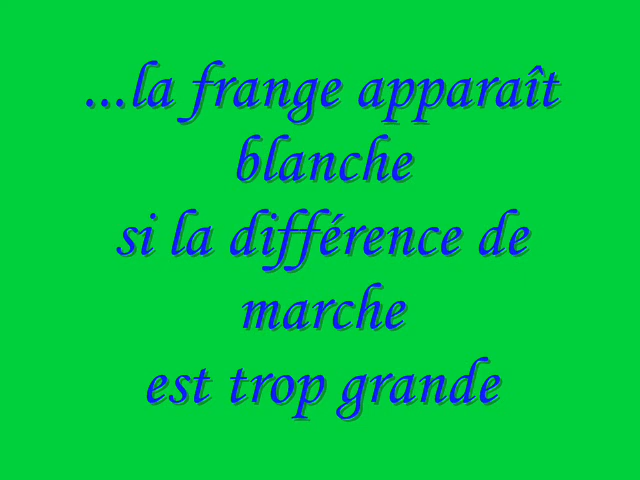 ...la frange apparaît
blanche
si la différence de
marche
est trop grande